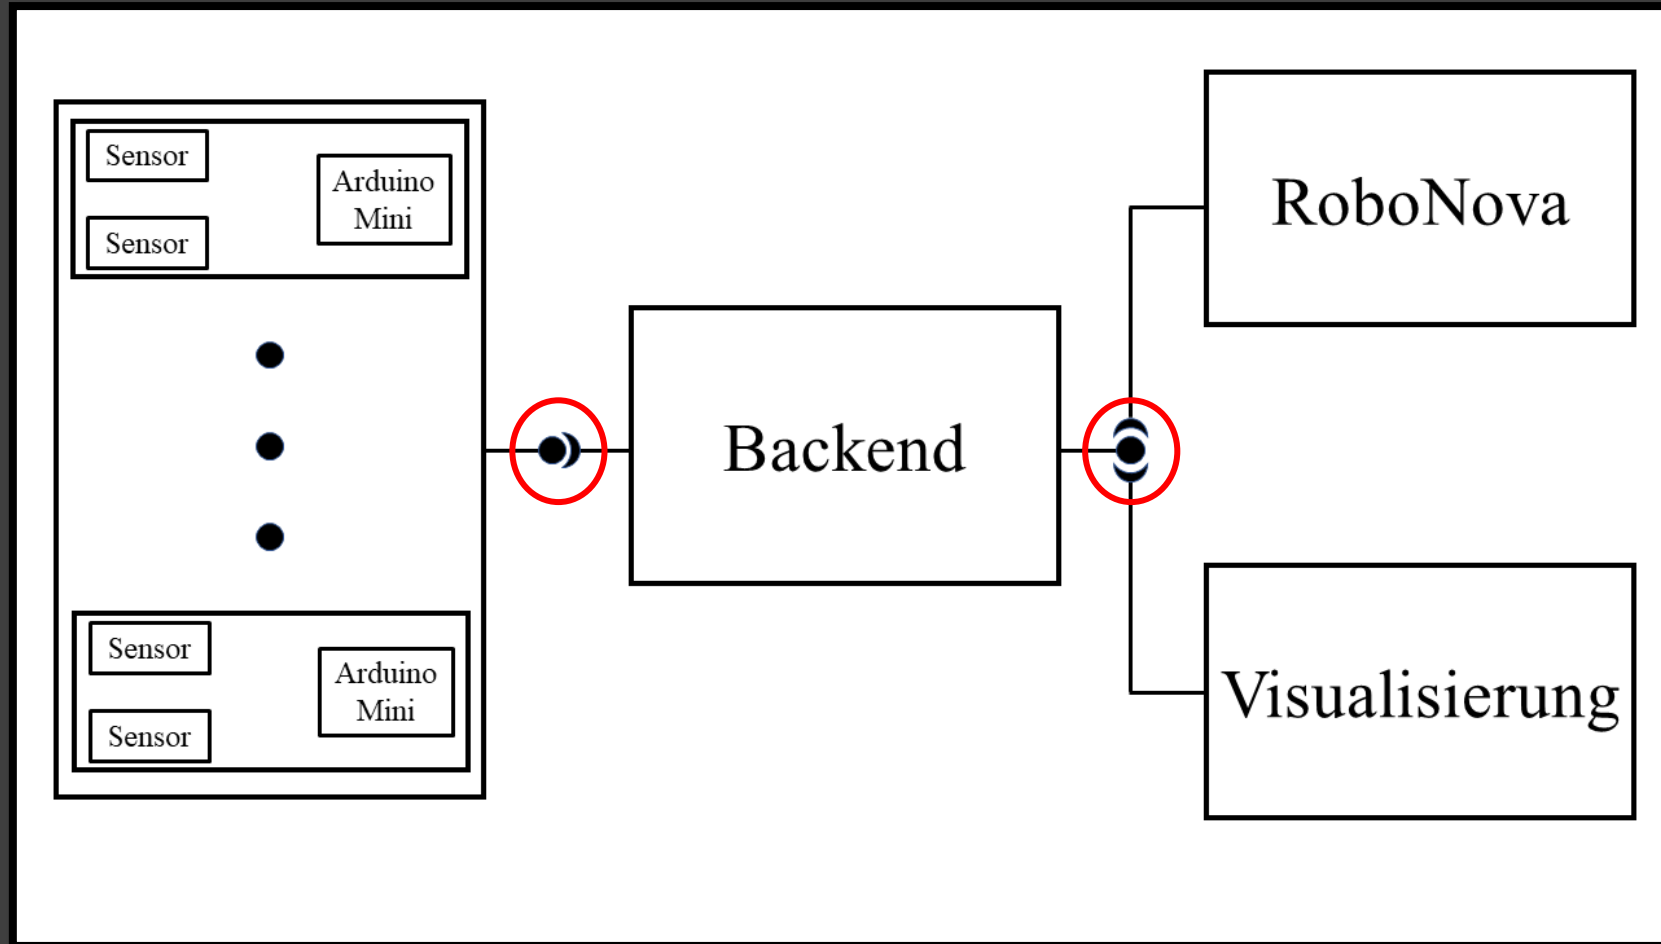 Sensor
Arduino
Mini
Sensor
Sensor
Arduino
Mini
Sensor
Backend
RoboNova
Visualisierung